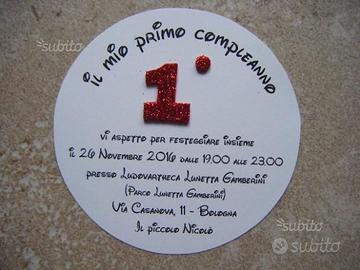 subito
il mio primo compleanno
1°
vi aspetto per festeggiare insieme
il 26 Novembre 2016 dalle 19.00 alle 23.00
presso Ludovartheca Lunetta Gamberini
(Parco Lunetta Gamberini)
Via Casanova, 11 - Bologna
Il piccolo Nicolò
subito
subito